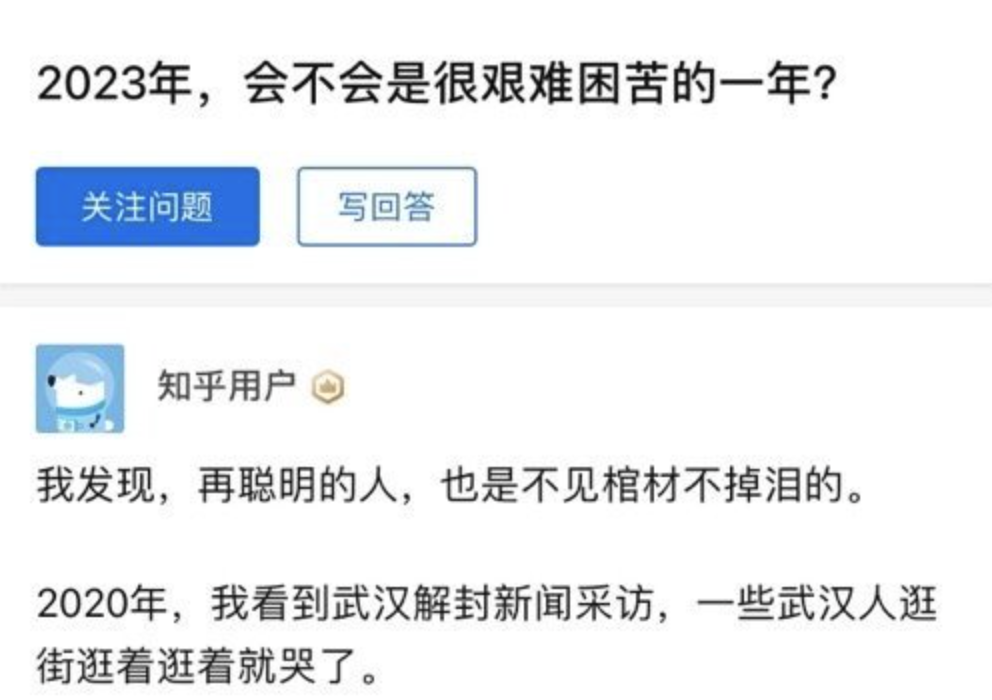 2023年，会不会是很艰难困苦的一年?
关注问题
写回答
知乎用户
我发现，再聪明的人，也是不见棺材不掉泪的。
2020年，我看到武汉解封新闻采访，一些武汉人逛
街逛着逛着就哭了。